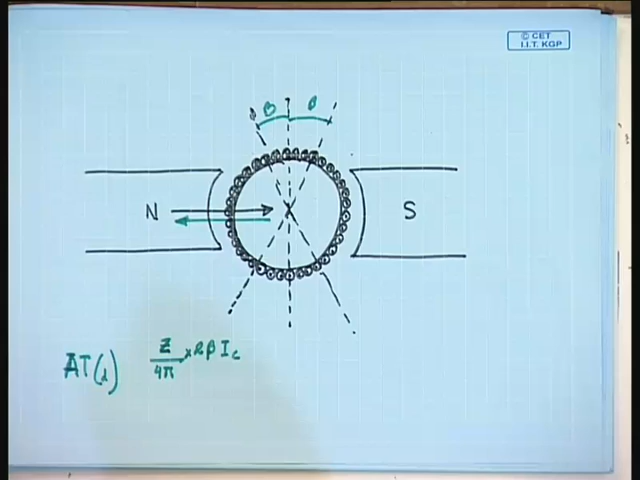 © CET
I.I.T. KGP
β β
N S
AT(d) Z/4π × 2β I_c